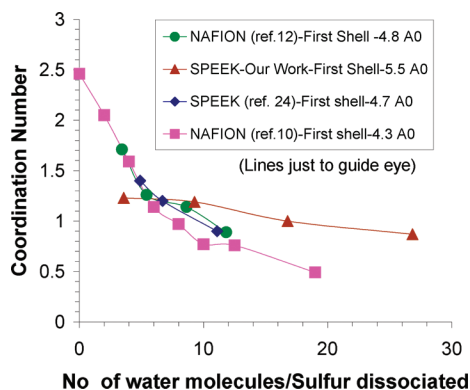 NAFION (ref.12)-First Shell -4.8 A0
SPEEK-Our Work-First Shell-5.5 A0
SPEEK (ref. 24)-First shell-4.7 A0
NAFION (ref.10)-First shell-4.3 A0
(Lines just to guide eye)
Coordination Number
3
2.5
2
1.5
1
0.5
0
0 10 20 30
No of water molecules/Sulfur dissociated